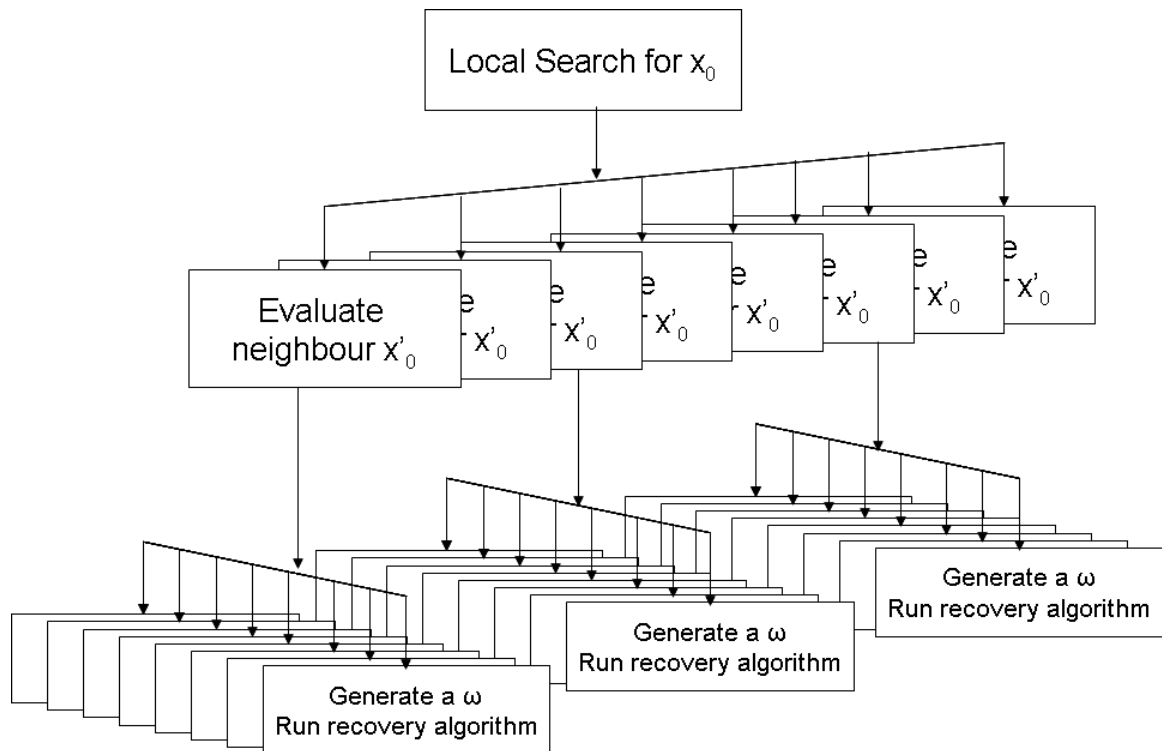 Local Search for x₀
Evaluate
neighbour x'₀
e
x'₀
e
x'₀
e
x'₀
e
x'₀
e
x'₀
e
x'₀
e
x'₀
Generate a ω
Run recovery algorithm
Generate a ω
Run recovery algorithm
Generate a ω
Run recovery algorithm